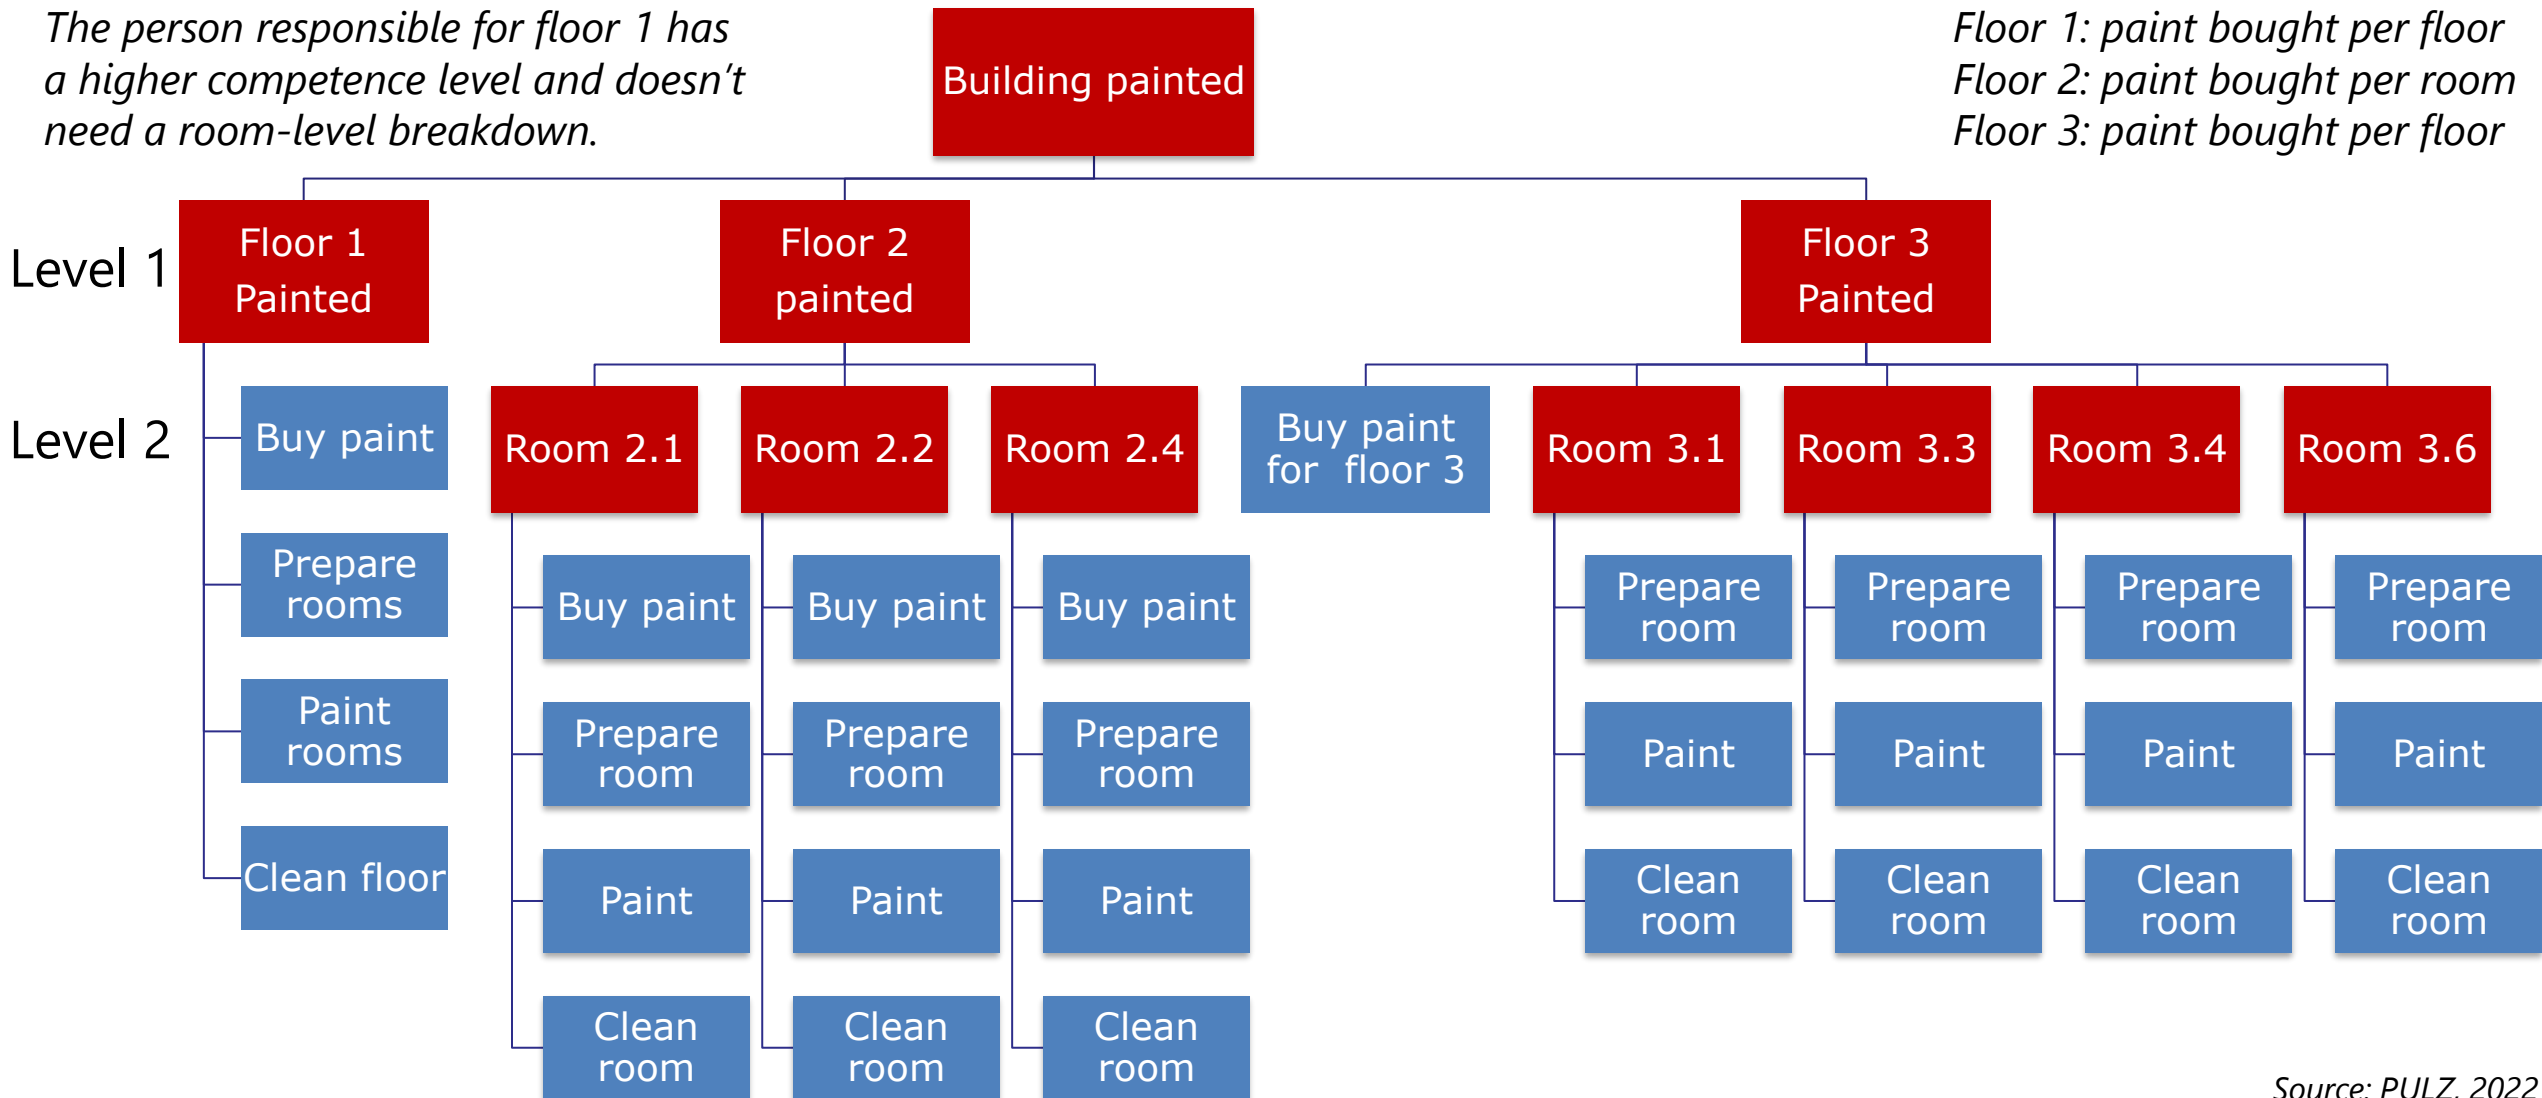 The person responsible for floor 1 has
a higher competence level and doesn't
need a room-level breakdown.
Building painted
Floor 1: paint bought per floor
Floor 2: paint bought per room
Floor 3: paint bought per floor
Level 1
Floor 1
Painted
Floor 2
painted
Floor 3
Painted
Level 2
Buy paint
Prepare
rooms
Paint
rooms
Clean floor
Room 2.1
Buy paint
Prepare
room
Paint
Clean
room
Room 2.2
Buy paint
Prepare
room
Paint
Clean
room
Room 2.4
Buy paint
Prepare
room
Paint
Clean
room
Buy paint
for floor 3
Room 3.1
Prepare
room
Paint
Clean
room
Room 3.3
Prepare
room
Paint
Clean
room
Room 3.4
Prepare
room
Paint
Clean
room
Room 3.6
Prepare
room
Paint
Clean
room
Source: PULZ, 2022